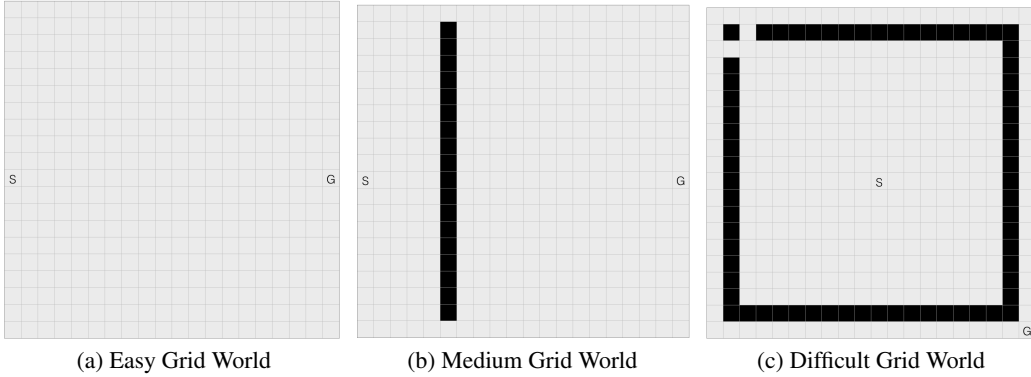 S G
S G
S
G
(a) Easy Grid World
(b) Medium Grid World
(c) Difficult Grid World